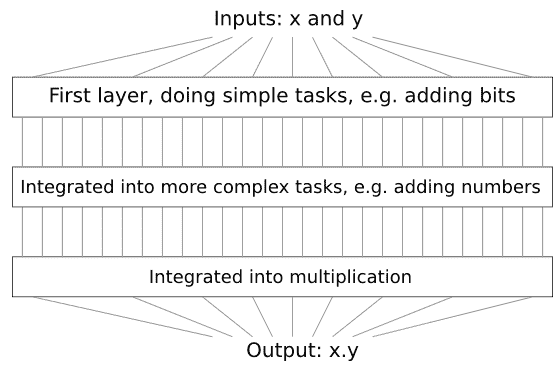 Inputs: x and y
First layer, doing simple tasks, e.g. adding bits
Integrated into more complex tasks, e.g. adding numbers
Integrated into multiplication
Output: x.y